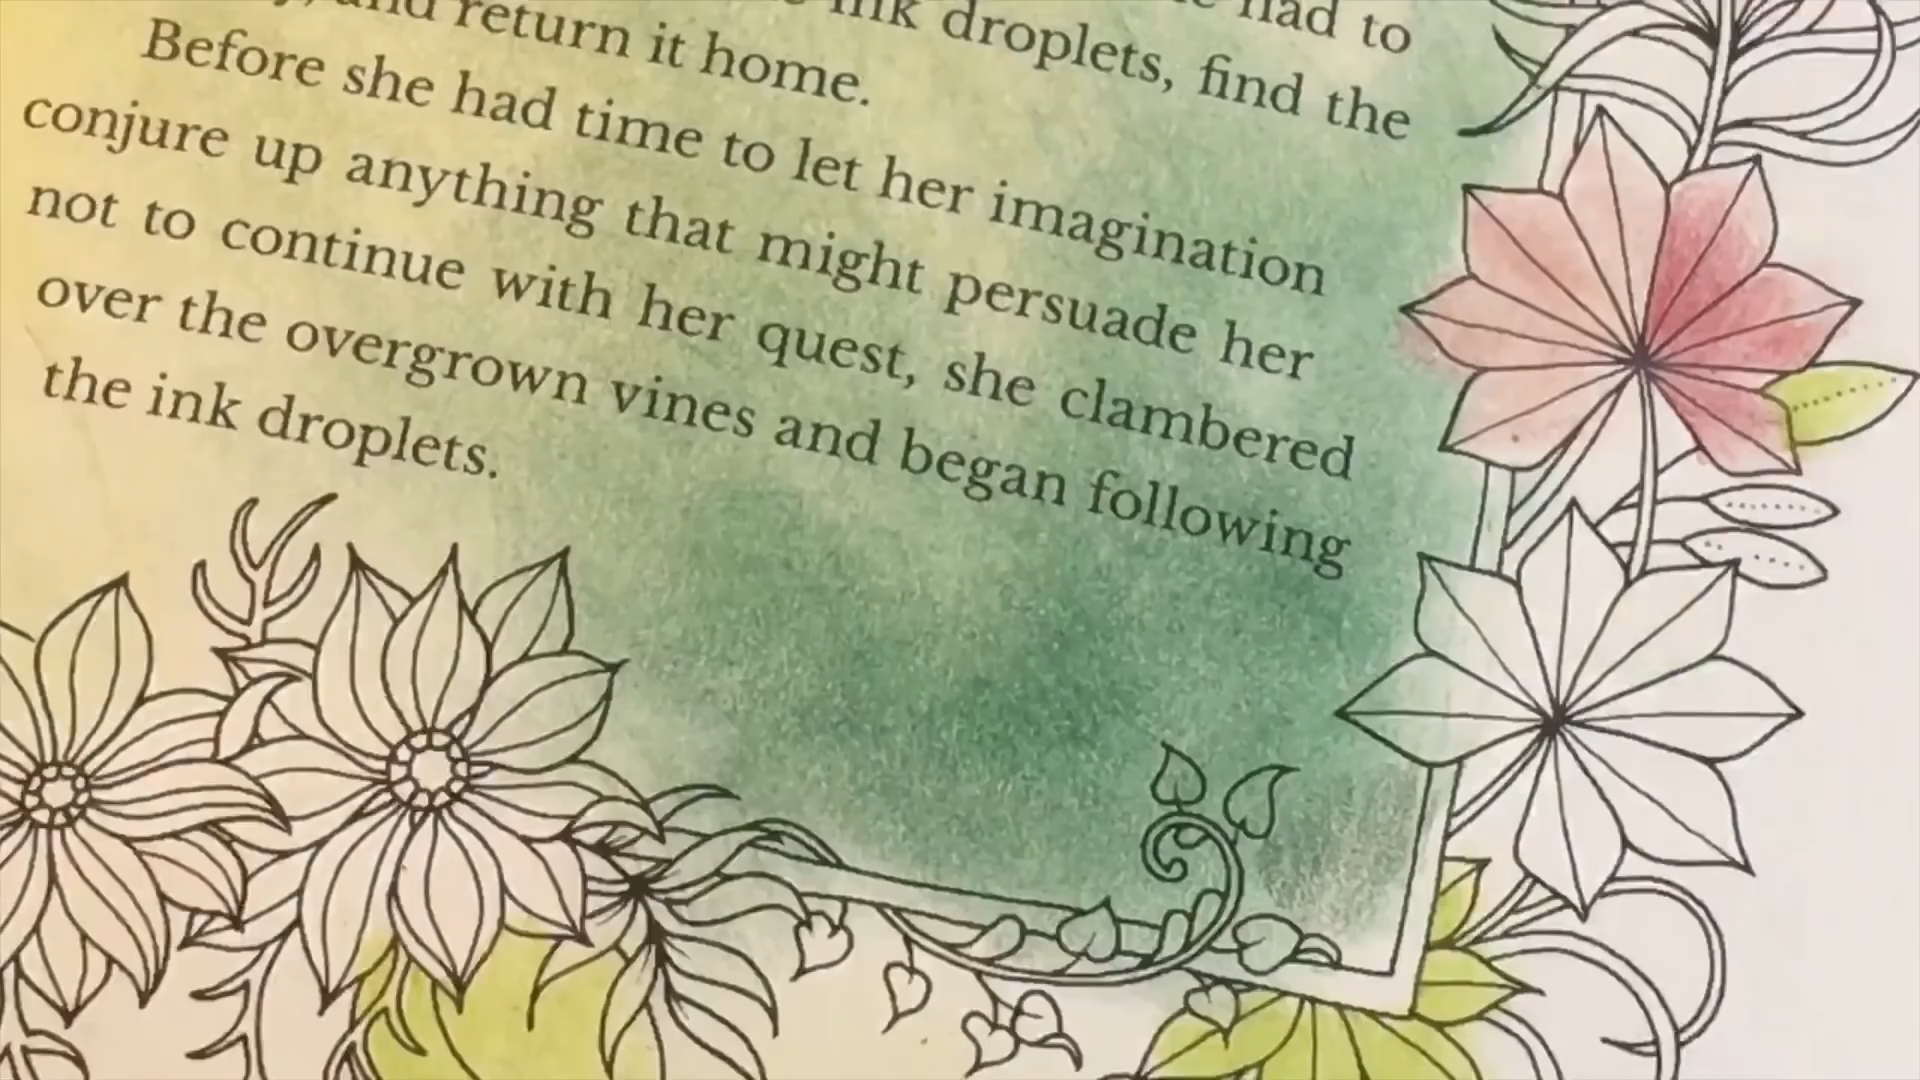 had to
ink droplets, find the
and return it home.
Before she had time to let her imagination
conjure up anything that might persuade her
not to continue with her quest, she clambered
over the overgrown vines and began following
the ink droplets.